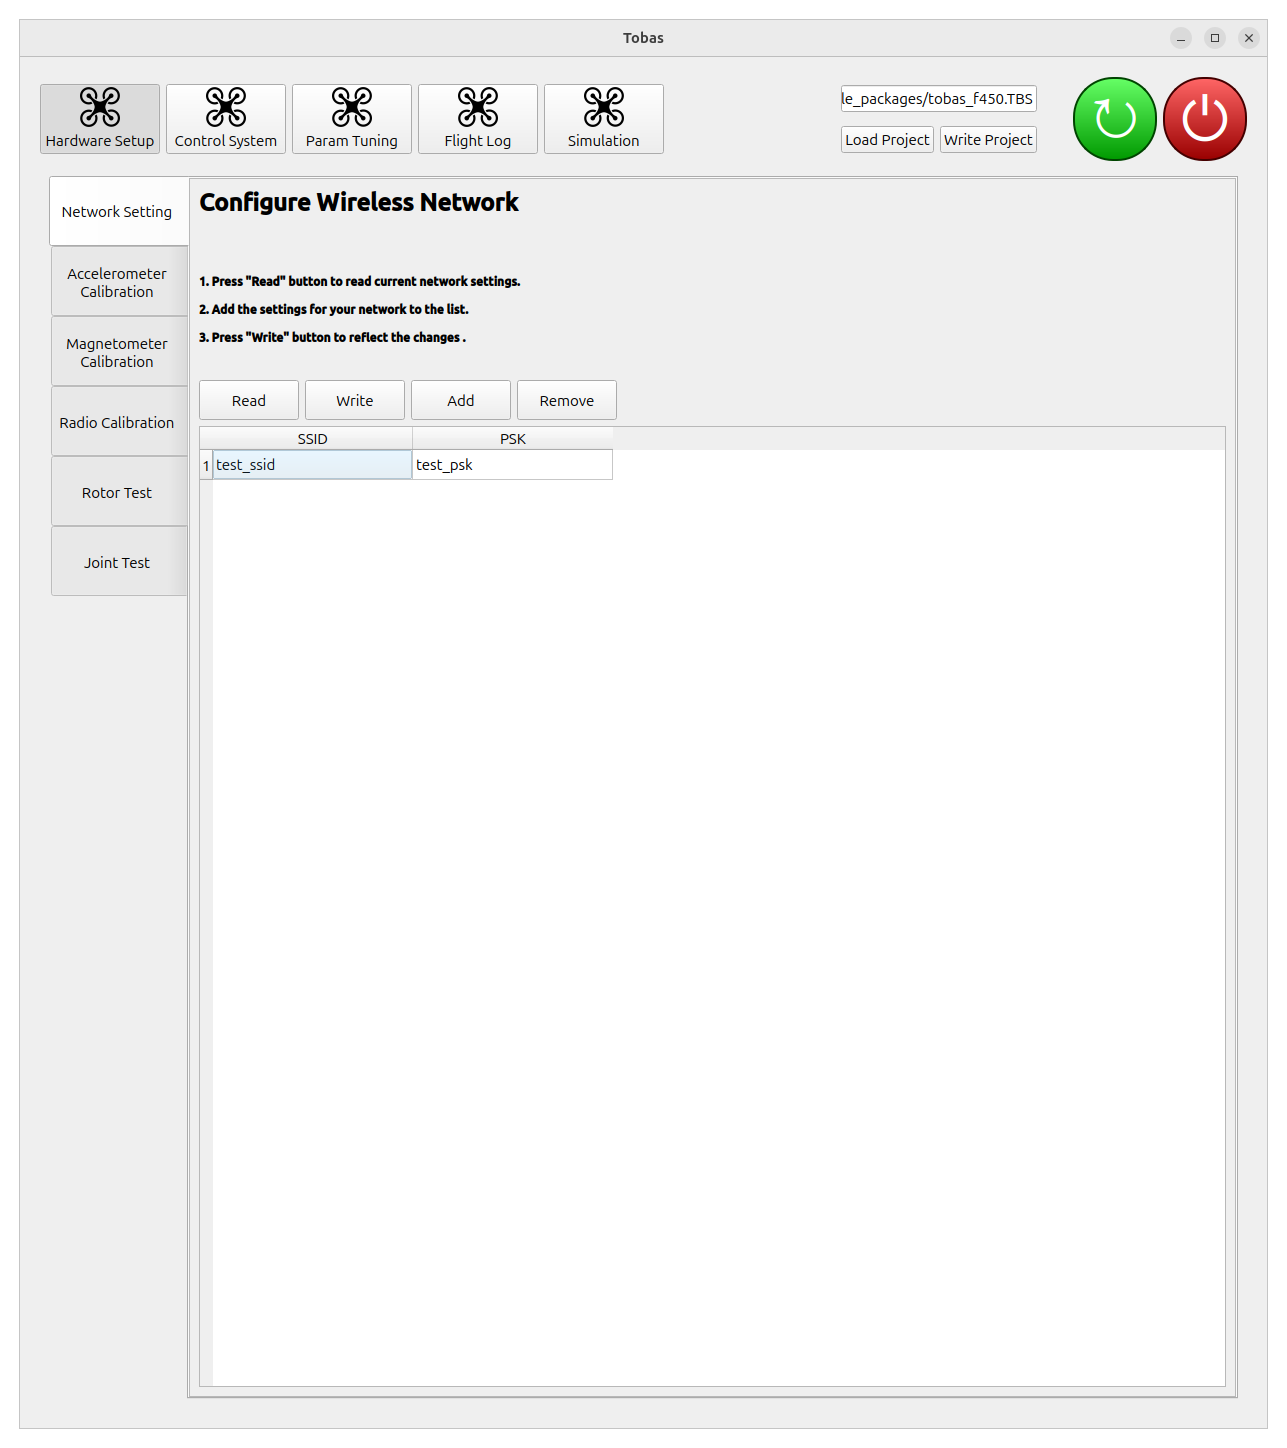 Tobas
Hardware Setup
Control System
Param Tuning
Flight Log
Simulation
le_packages/tobas_f450.TBS
Load Project
Write Project
Network Setting
Accelerometer
Calibration
Magnetometer
Calibration
Radio Calibration
Rotor Test
Joint Test
Configure Wireless Network
1. Press "Read" button to read current network settings.
2. Add the settings for your network to the list.
3. Press "Write" button to reflect the changes .
Read
Write
Add
Remove
SSID
PSK
1
test_ssid
test_psk